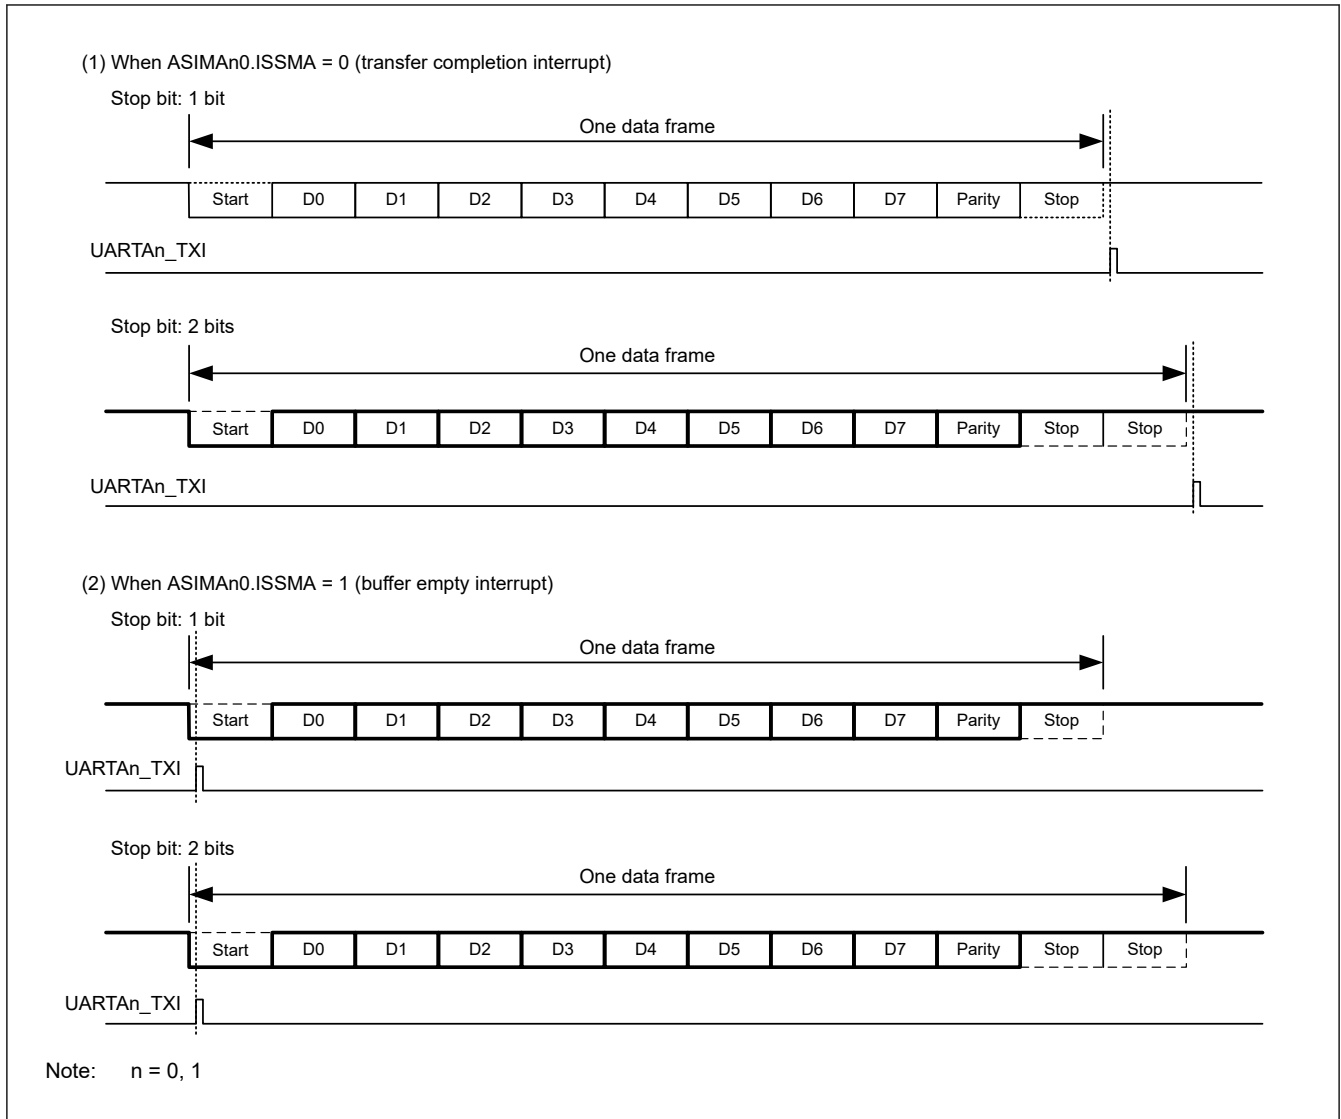 (1) When ASIMAn0.ISSMA = 0 (transfer completion interrupt)
Stop bit: 1 bit
One data frame
Start D0 D1 D2 D3 D4 D5 D6 D7 Parity Stop
UARTAn_TXI
Stop bit: 2 bits
One data frame
Start D0 D1 D2 D3 D4 D5 D6 D7 Parity Stop Stop
UARTAn_TXI
(2) When ASIMAn0.ISSMA = 1 (buffer empty interrupt)
Stop bit: 1 bit
One data frame
Start D0 D1 D2 D3 D4 D5 D6 D7 Parity Stop
UARTAn_TXI
Stop bit: 2 bits
One data frame
Start D0 D1 D2 D3 D4 D5 D6 D7 Parity Stop Stop
UARTAn_TXI
Note: n = 0, 1